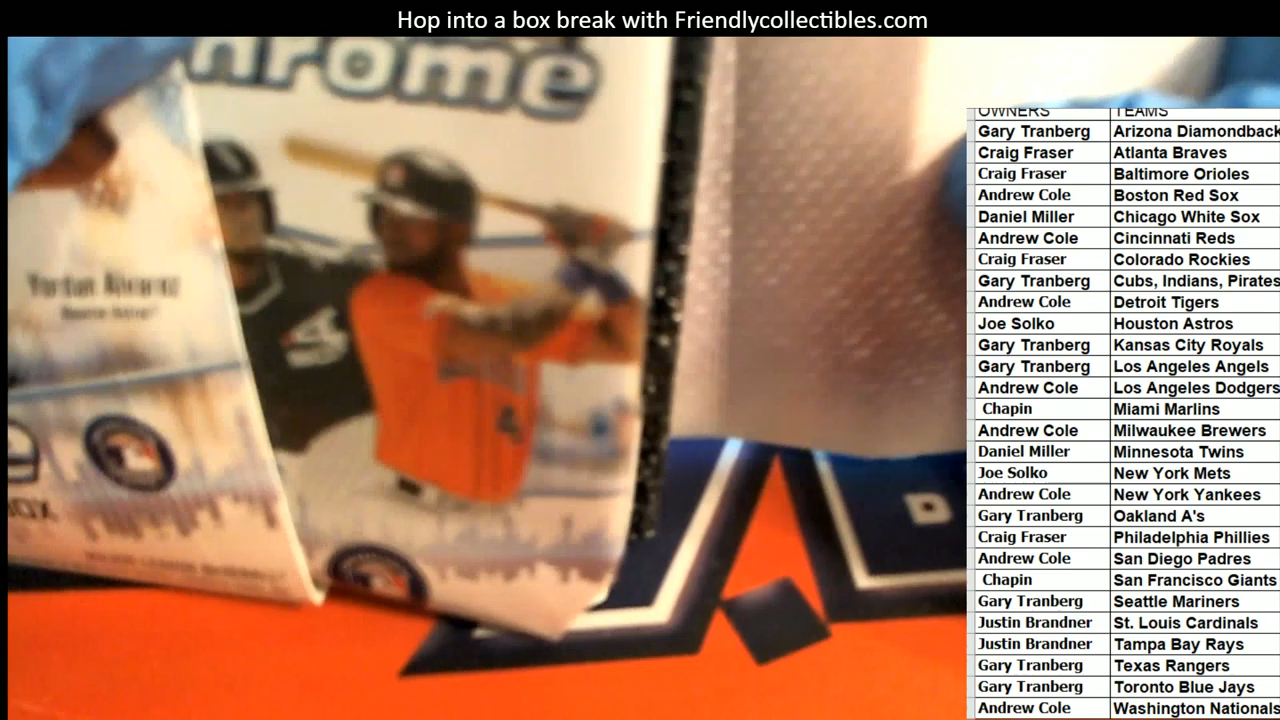 Hop into a box break with Friendlycollectibles.com
hrome
Yordan Alvarez
OWNERS TEAMS
Gary Tranberg Arizona Diamondback
Craig Fraser Atlanta Braves
Craig Fraser Baltimore Orioles
Andrew Cole Boston Red Sox
Daniel Miller Chicago White Sox
Andrew Cole Cincinnati Reds
Craig Fraser Colorado Rockies
Gary Tranberg Cubs, Indians, Pirates
Andrew Cole Detroit Tigers
Joe Solko Houston Astros
Gary Tranberg Kansas City Royals
Gary Tranberg Los Angeles Angels
Andrew Cole Los Angeles Dodgers
Chapin Miami Marlins
Andrew Cole Milwaukee Brewers
Daniel Miller Minnesota Twins
Joe Solko New York Mets
Andrew Cole New York Yankees
Gary Tranberg Oakland A's
Craig Fraser Philadelphia Phillies
Andrew Cole San Diego Padres
Chapin San Francisco Giants
Gary Tranberg Seattle Mariners
Justin Brandner St. Louis Cardinals
Justin Brandner Tampa Bay Rays
Gary Tranberg Texas Rangers
Gary Tranberg Toronto Blue Jays
Andrew Cole Washington Nationals